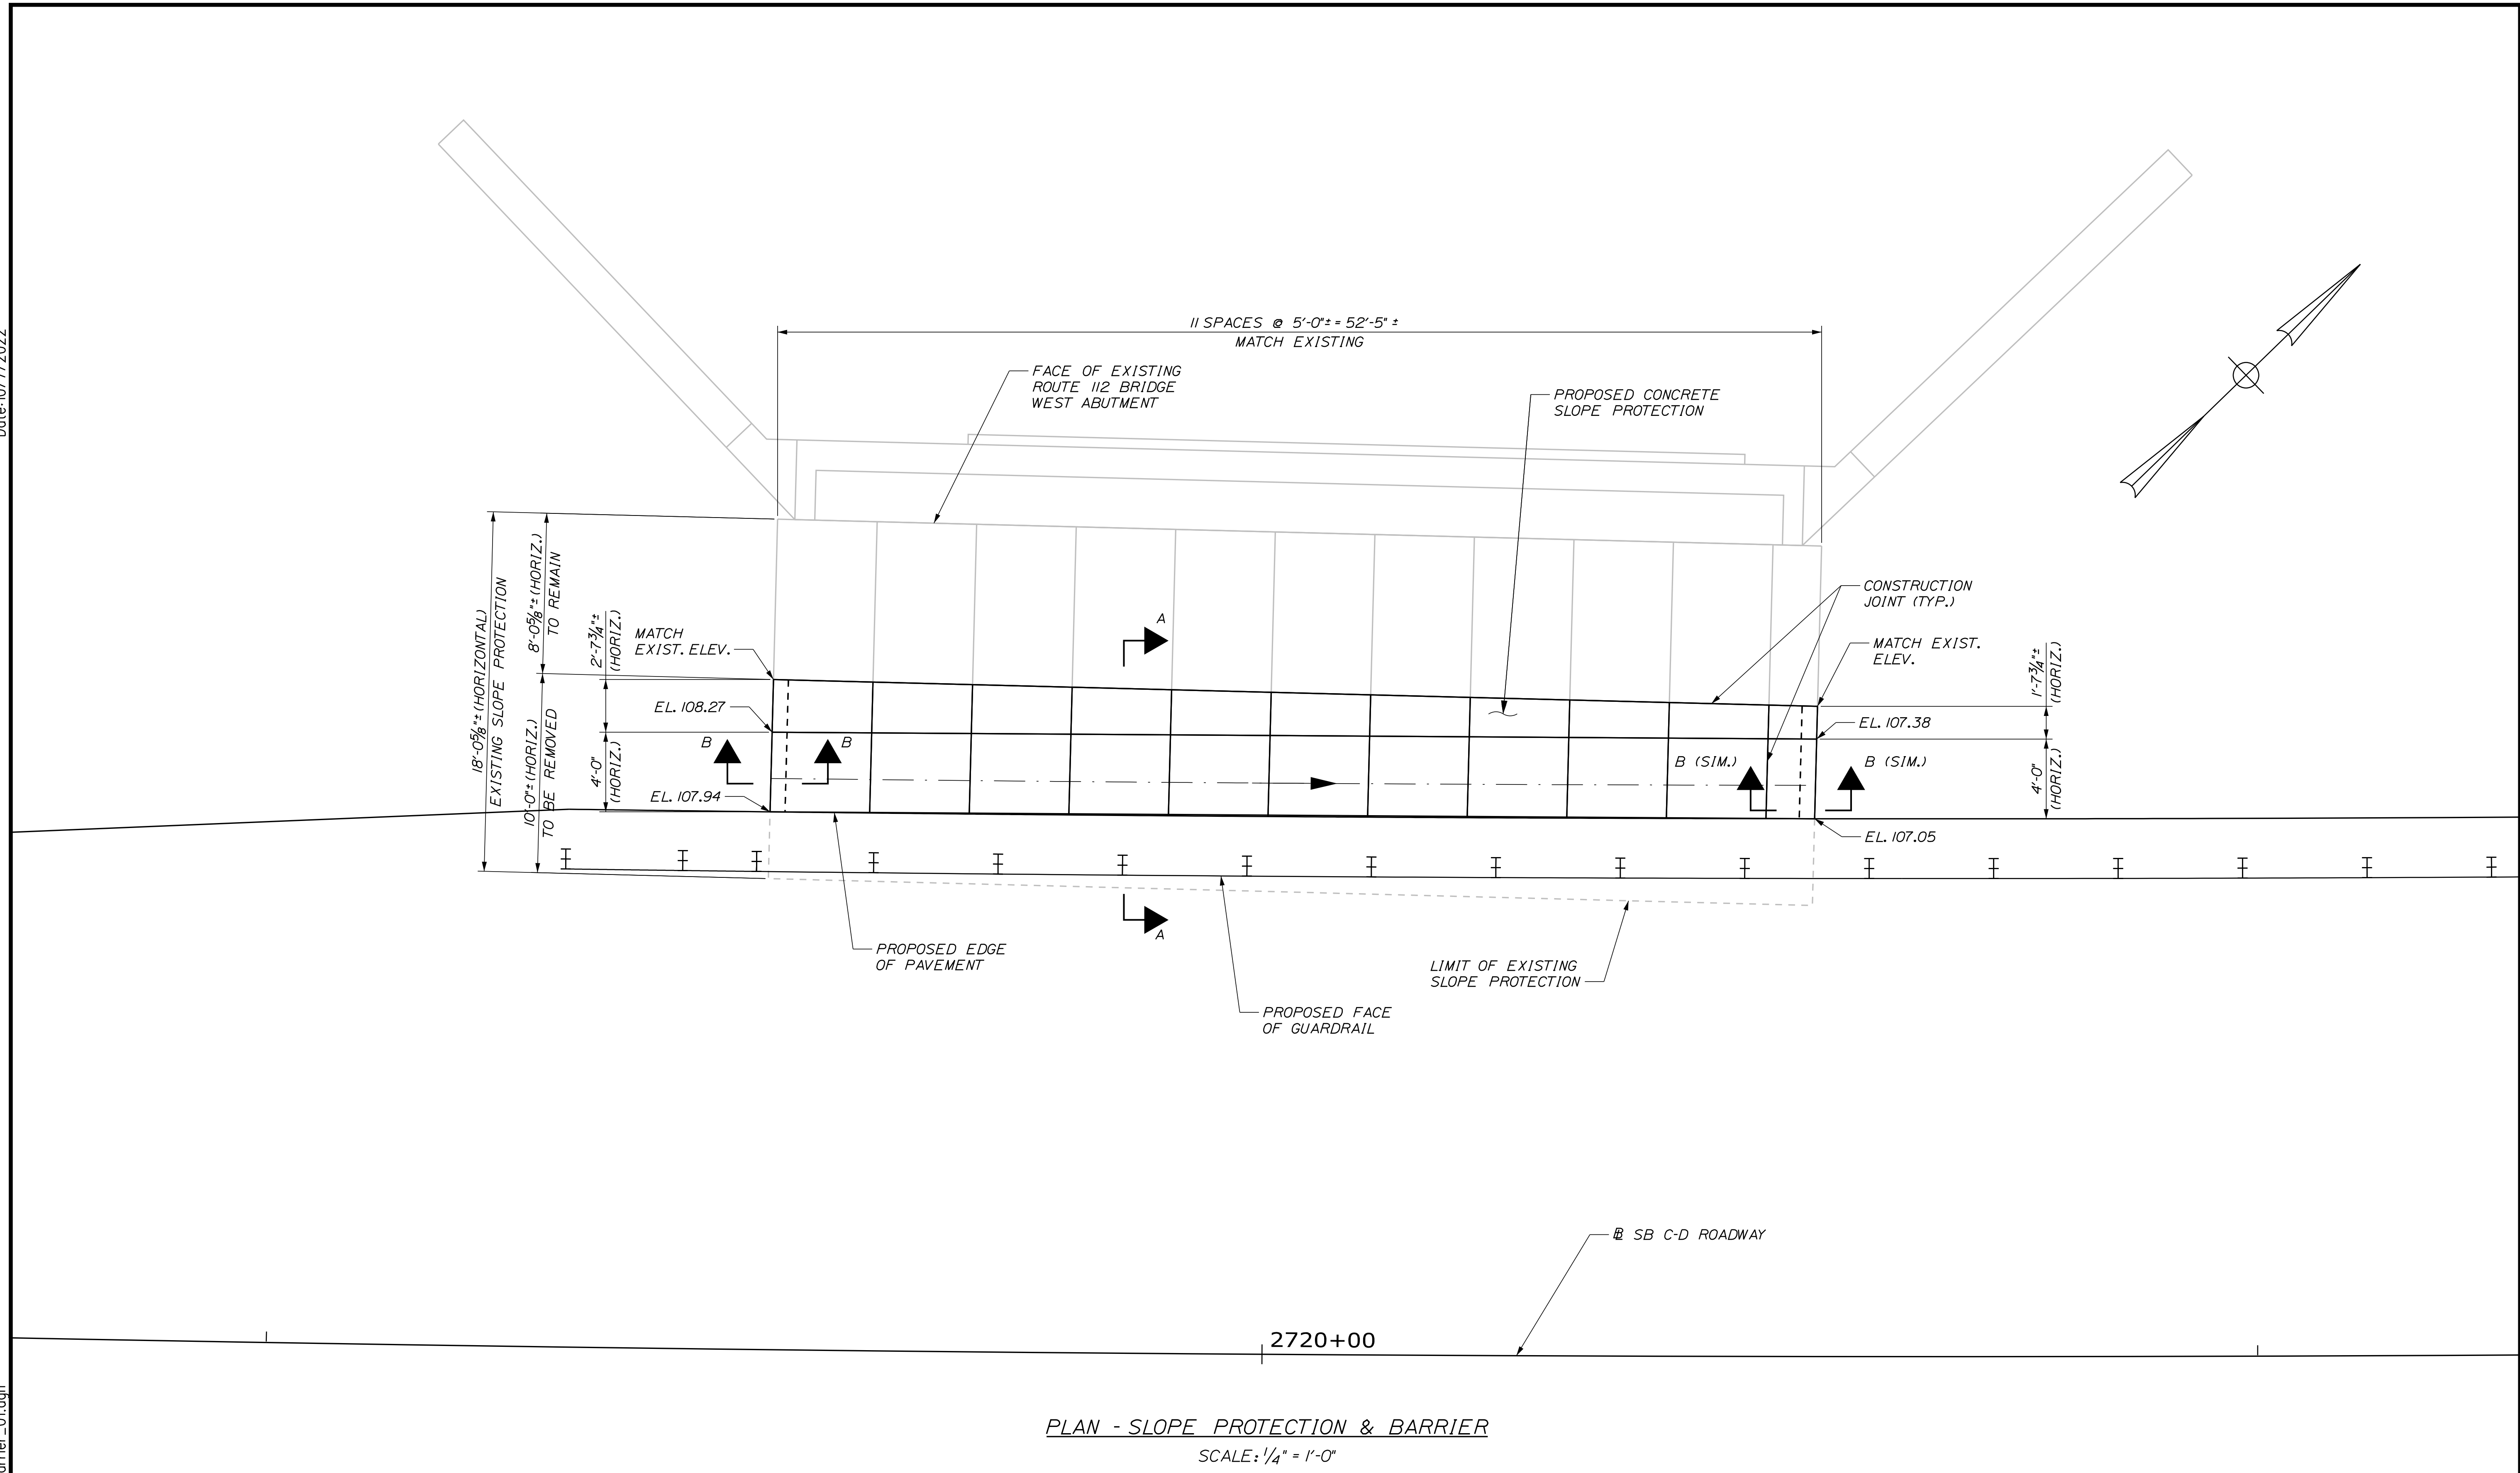 11 SPACES @ 5'-0"± = 52'-5" ±
MATCH EXISTING
FACE OF EXISTING
ROUTE 112 BRIDGE
WEST ABUTMENT
PROPOSED CONCRETE
SLOPE PROTECTION
18'-0⅝"± (HORIZONTAL)
EXISTING SLOPE PROTECTION
8'-0⅝"± (HORIZ.)
TO REMAIN
10'-0"± (HORIZ.)
TO BE REMOVED
2'-7¾"±
(HORIZ.)
4'-0"
(HORIZ.)
MATCH
EXIST. ELEV.
EL. 108.27
EL. 107.94
A
B
B
CONSTRUCTION
JOINT (TYP.)
MATCH EXIST.
ELEV.
1'-7¾"±
(HORIZ.)
4'-0"
(HORIZ.)
EL. 107.38
B (SIM.)
B (SIM.)
EL. 107.05
A
PROPOSED EDGE
OF PAVEMENT
LIMIT OF EXISTING
SLOPE PROTECTION
PROPOSED FACE
OF GUARDRAIL
BL SB C-D ROADWAY
2720+00
PLAN - SLOPE PROTECTION & BARRIER
SCALE: 1/4" = 1'-0"